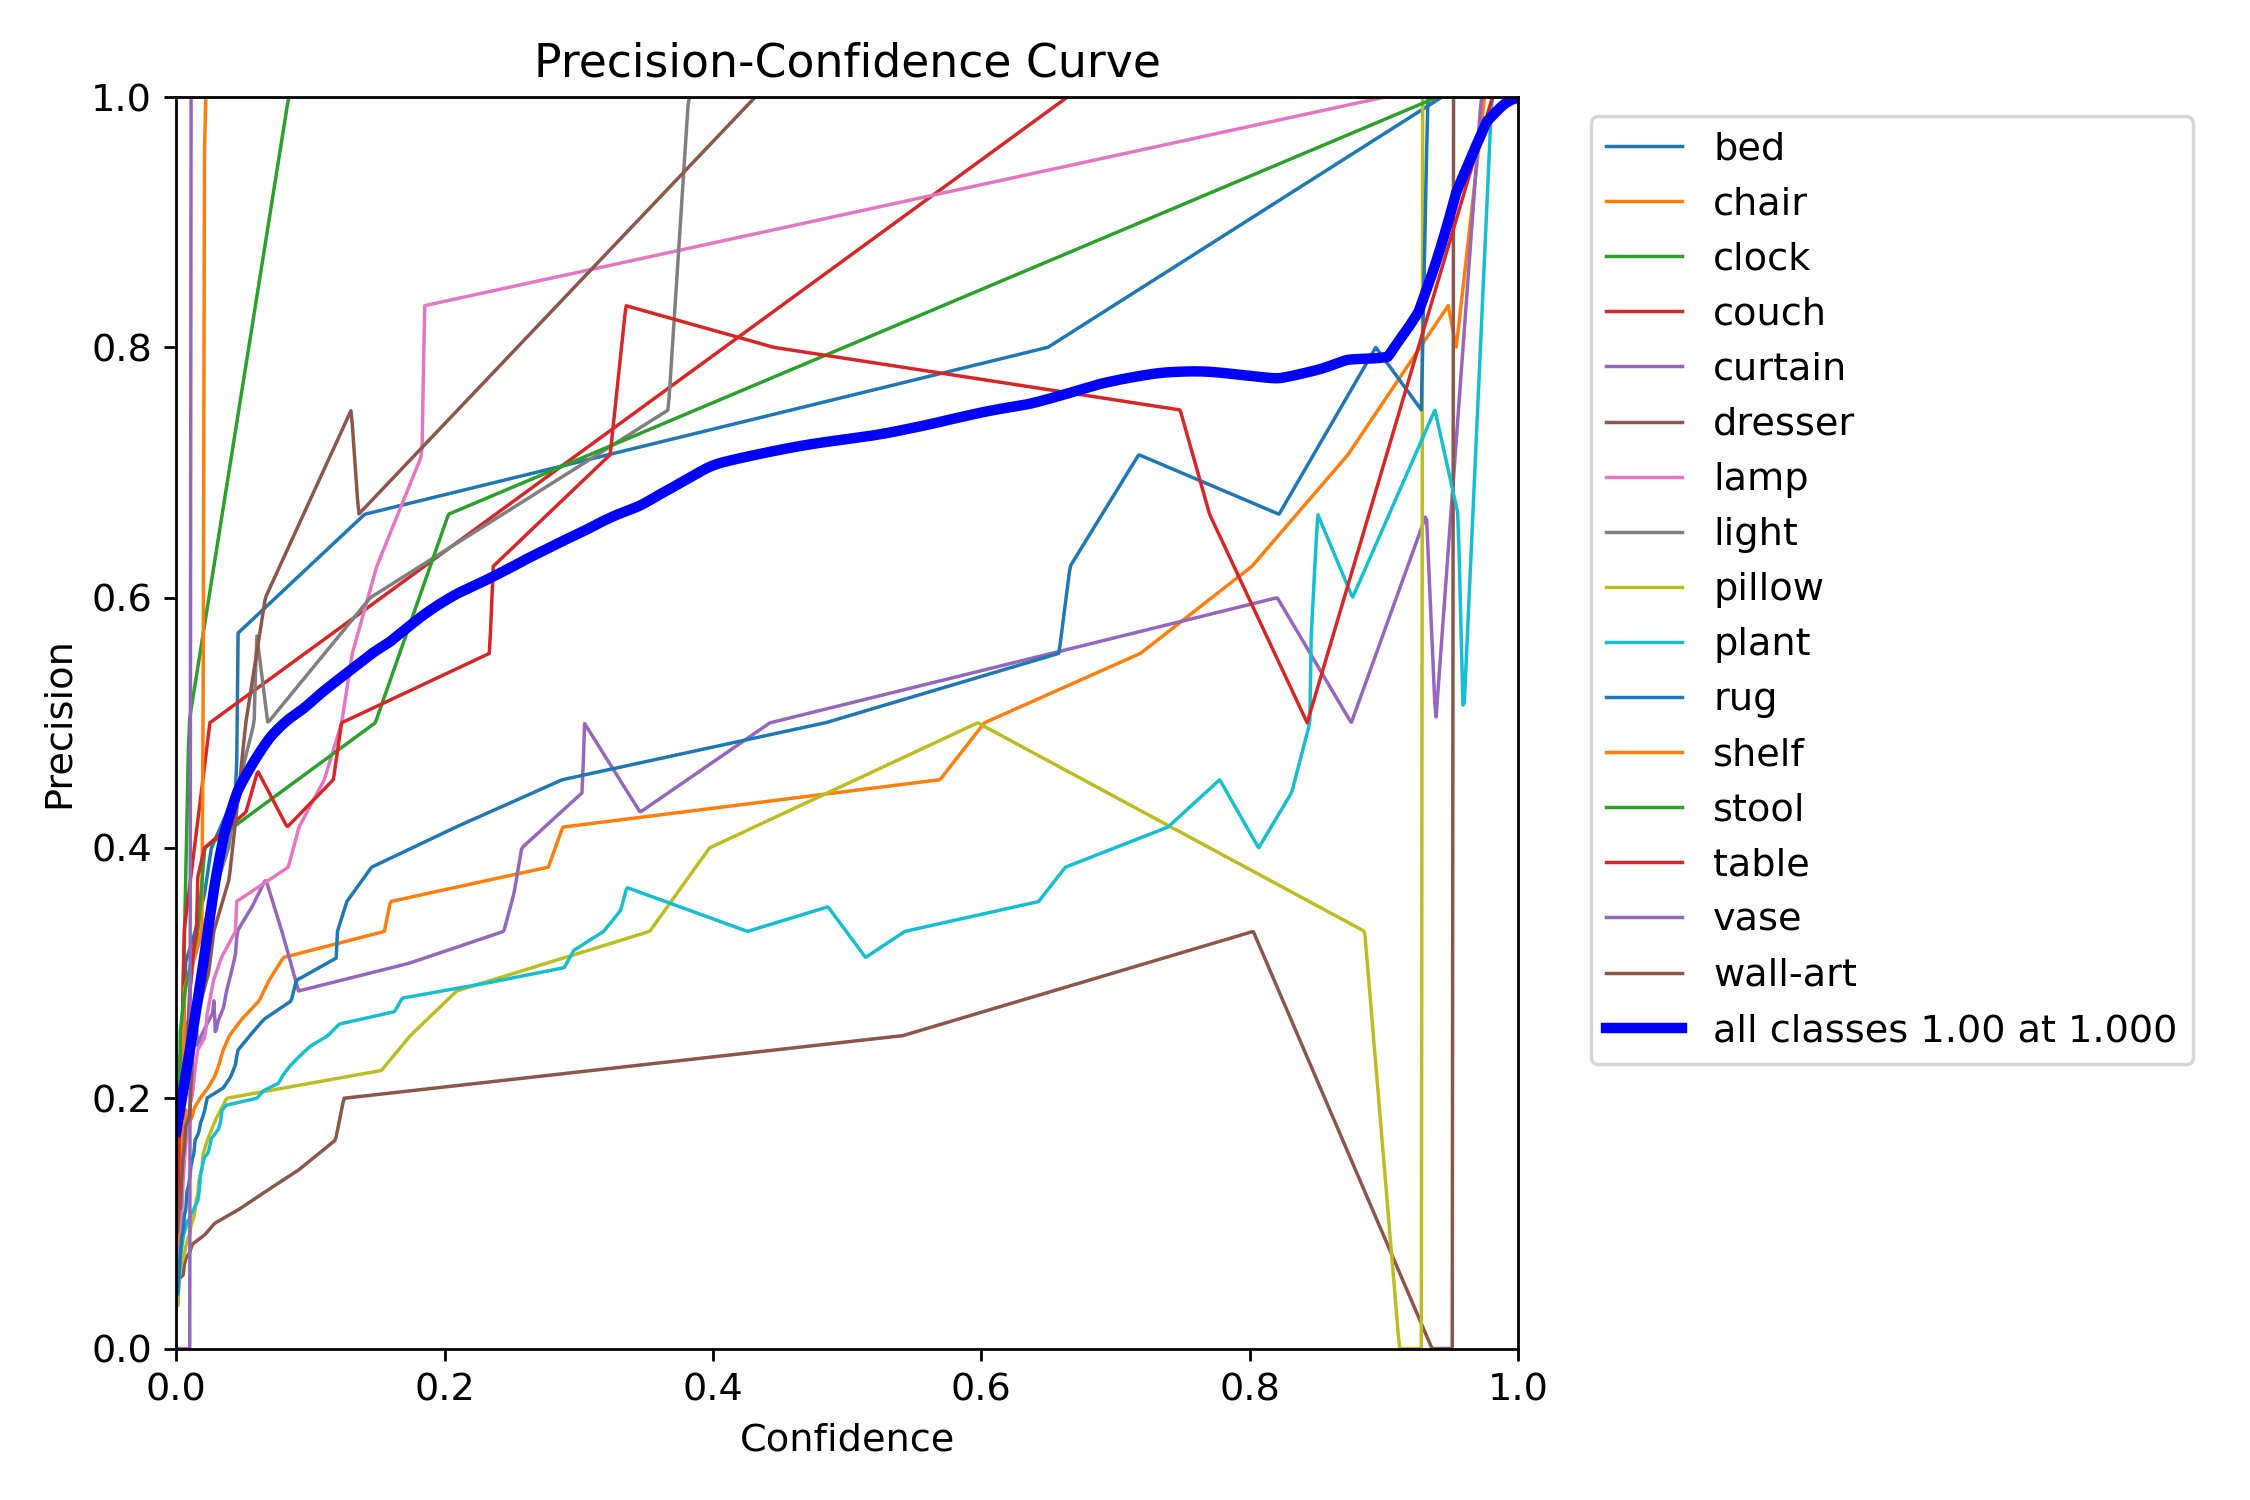 Precision-Confidence Curve
1.0
0.8
0.6
0.4
0.2
0.0
Precision
0.0 0.2 0.4 0.6 0.8 1.0
Confidence
bed
chair
clock
couch
curtain
dresser
lamp
light
pillow
plant
rug
shelf
stool
table
vase
wall-art
all classes 1.00 at 1.000